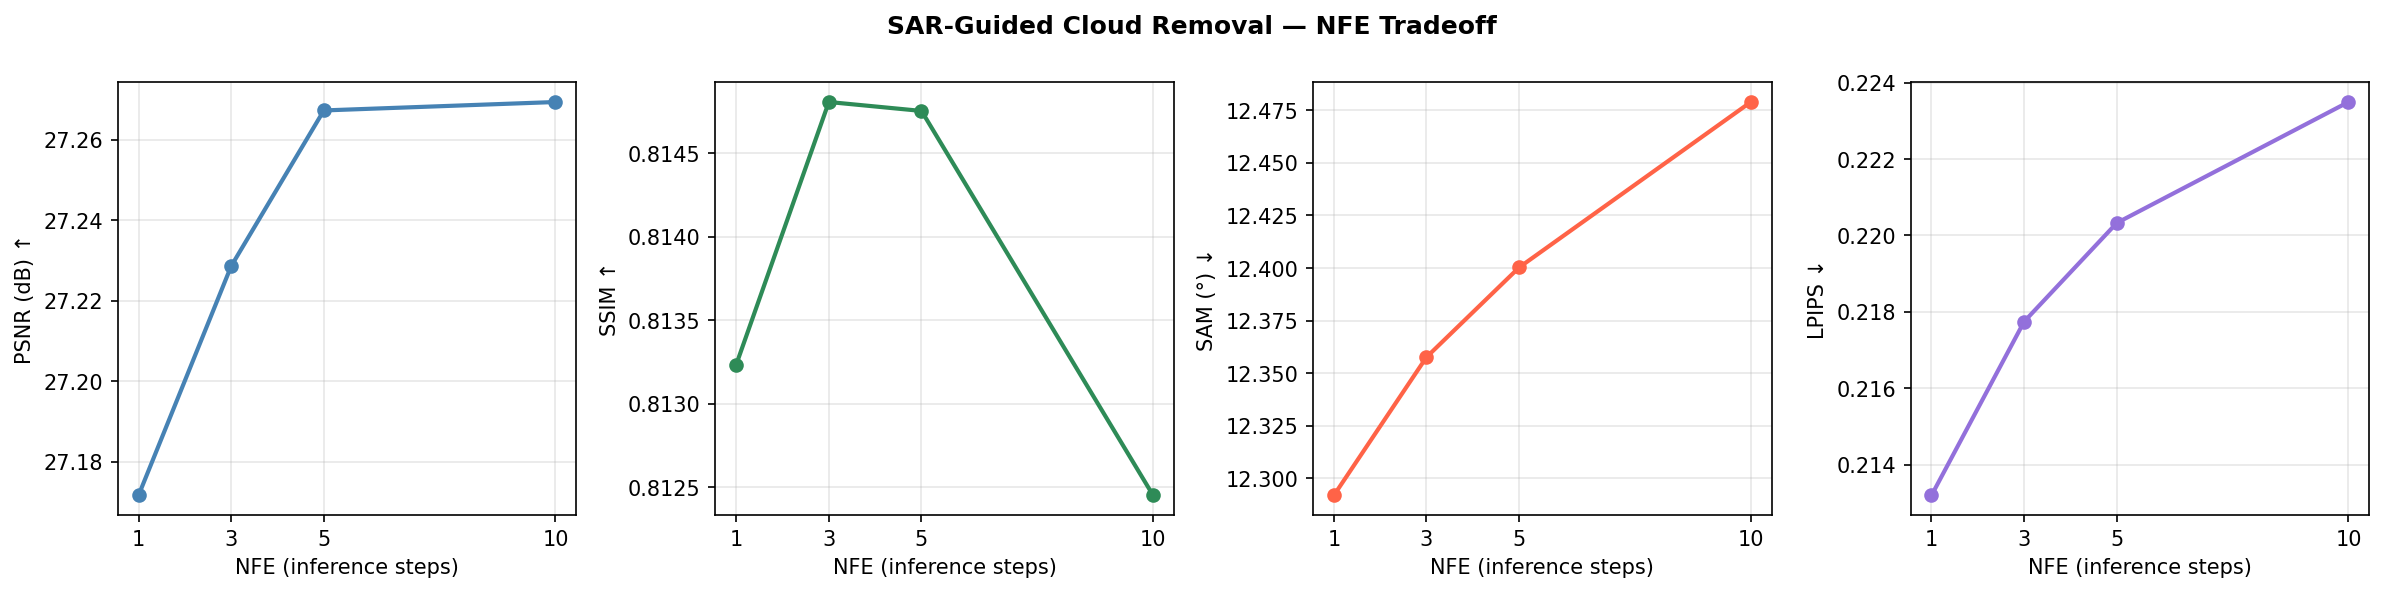 SAR-Guided Cloud Removal — NFE Tradeoff
PSNR (dB) ↑
27.26
27.24
27.22
27.20
27.18
1 3 5 10
NFE (inference steps)
SSIM ↑
0.8145
0.8140
0.8135
0.8130
0.8125
1 3 5 10
NFE (inference steps)
SAM (°) ↓
12.475
12.450
12.425
12.400
12.375
12.350
12.325
12.300
1 3 5 10
NFE (inference steps)
LPIPS ↓
0.224
0.222
0.220
0.218
0.216
0.214
1 3 5 10
NFE (inference steps)